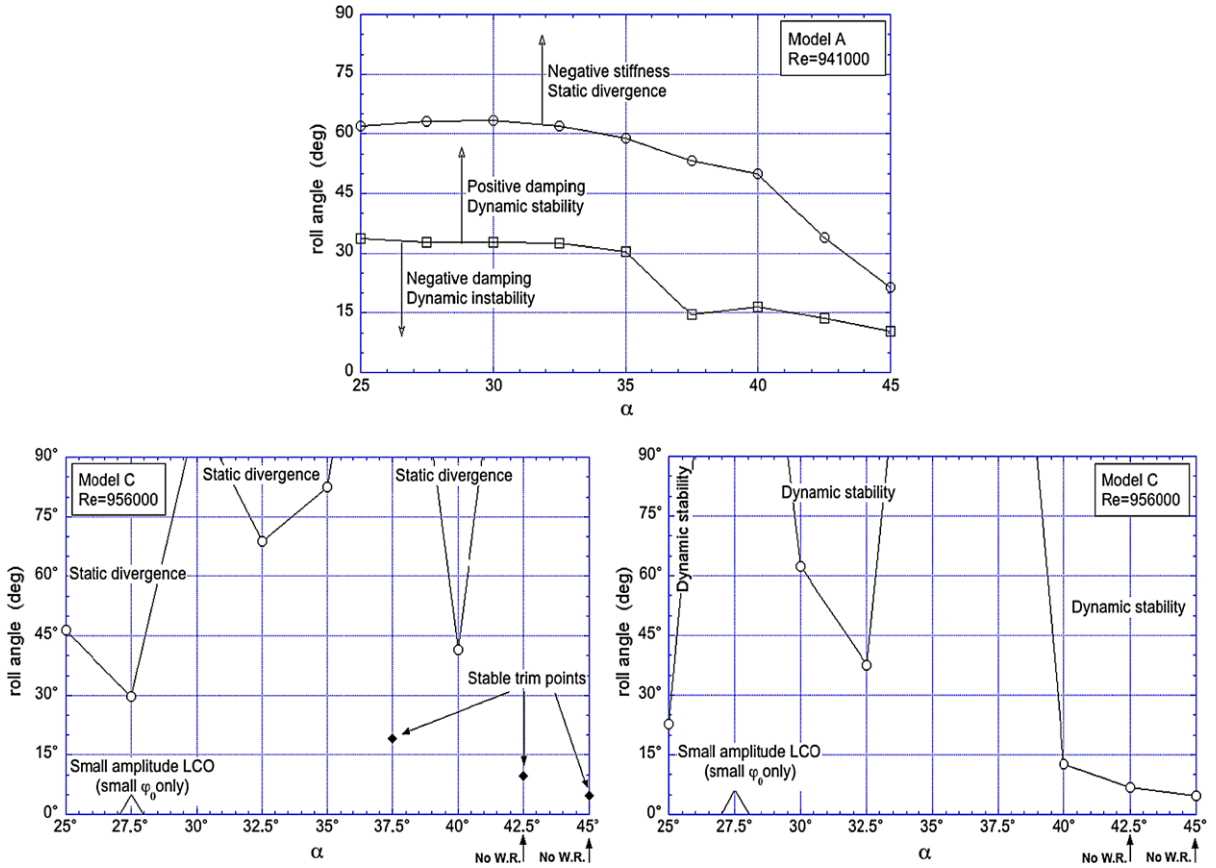 90
75
60
45
30
15
0
roll angle (deg)
Model A
Re=941000
Negative stiffness
Static divergence
Positive damping
Dynamic stability
Negative damping
Dynamic instability
25 30 35 40 45
α
90°
75°
60°
45°
30°
15°
0°
roll angle (deg)
Model C
Re=956000
Static divergence
Static divergence
Static divergence
Stable trim points
Small amplitude LCO
(small φ0 only)
25° 27.5° 30° 32.5° 35° 37.5° 40° 42.5° 45°
α
No W.R. No W.R.
90°
75°
60°
45°
30°
15°
0°
roll angle (deg)
Dynamic stability
Dynamic stability
Model C
Re=956000
Dynamic stability
Small amplitude LCO
(small φ0 only)
25° 27.5° 30° 32.5° 35° 37.5° 40° 42.5° 45°
α
No W.R. No W.R.